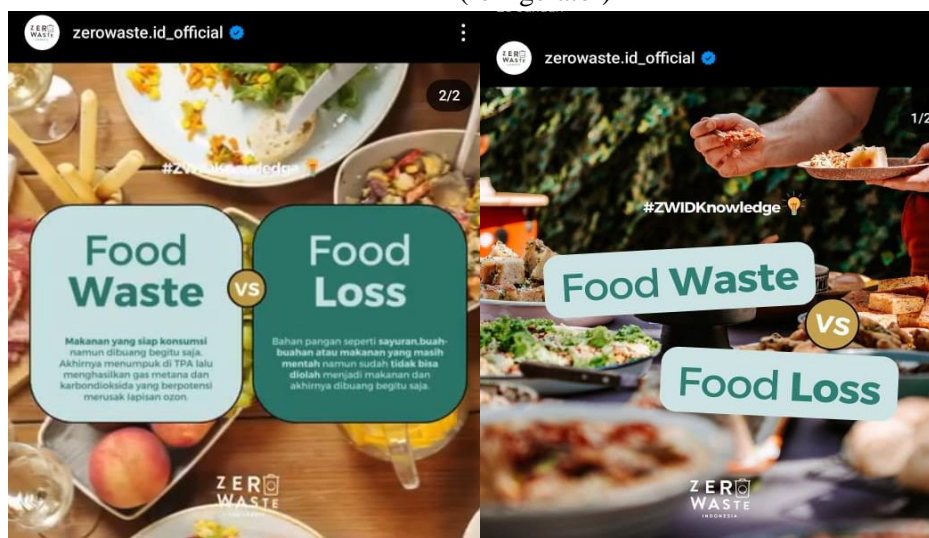 (refrigerator)
zerowaste.id_official
2/2
#ZWIDKnowledge
Food
Waste
Makanan yang siap konsumsi
namun dibuang begitu saja.
Akhirnya menumpuk di TPA lalu
menghasilkan gas metana dan
karbondioksida yang berpotensi
merusak lapisan ozon.
VS
Food
Loss
Bahan pangan seperti sayuran,buah-
buahan atau makanan yang masih
mentah namun sudah tidak bisa
diolah menjadi makanan dan
akhirnya dibuang begitu saja.
ZERO
WASTE
INDONESIA
zerowaste.id_official
1/2
#ZWIDKnowledge
Food Waste
VS
Food Loss
ZERO
WASTE
INDONESIA